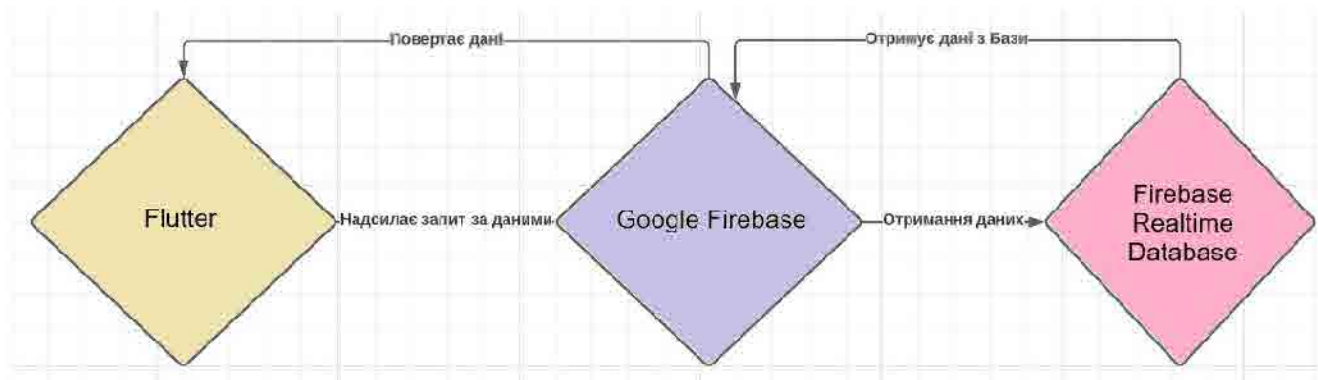 Повертає дані
Отримує дані з Бази
Flutter
Надсилає запит за даними
Google Firebase
Отримання даних
Firebase
Realtime
Database